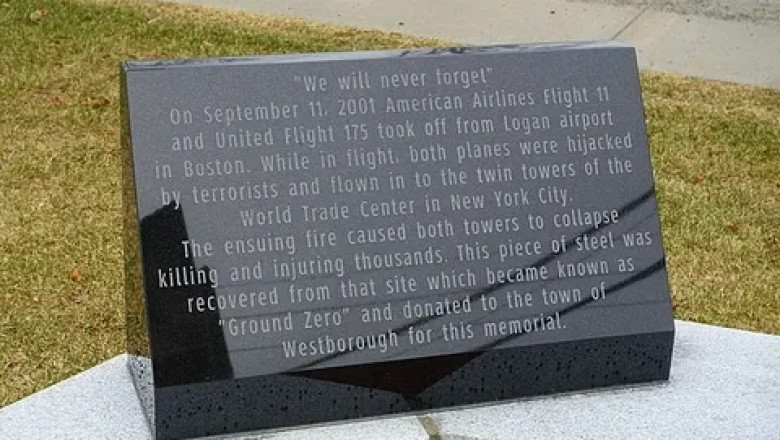 "We will never forget"
On September 11, 2001 American Airlines Flight 11
and United Flight 175 took off from Logan airport
in Boston. While in flight, both planes were hijacked
by terrorists and flown in to the twin towers of the
World Trade Center in New York City.
The ensuing fire caused both towers to collapse
killing and injuring thousands. This piece of steel was
recovered from that site which became known as
"Ground Zero" and donated to the town of
Westborough for this memorial.